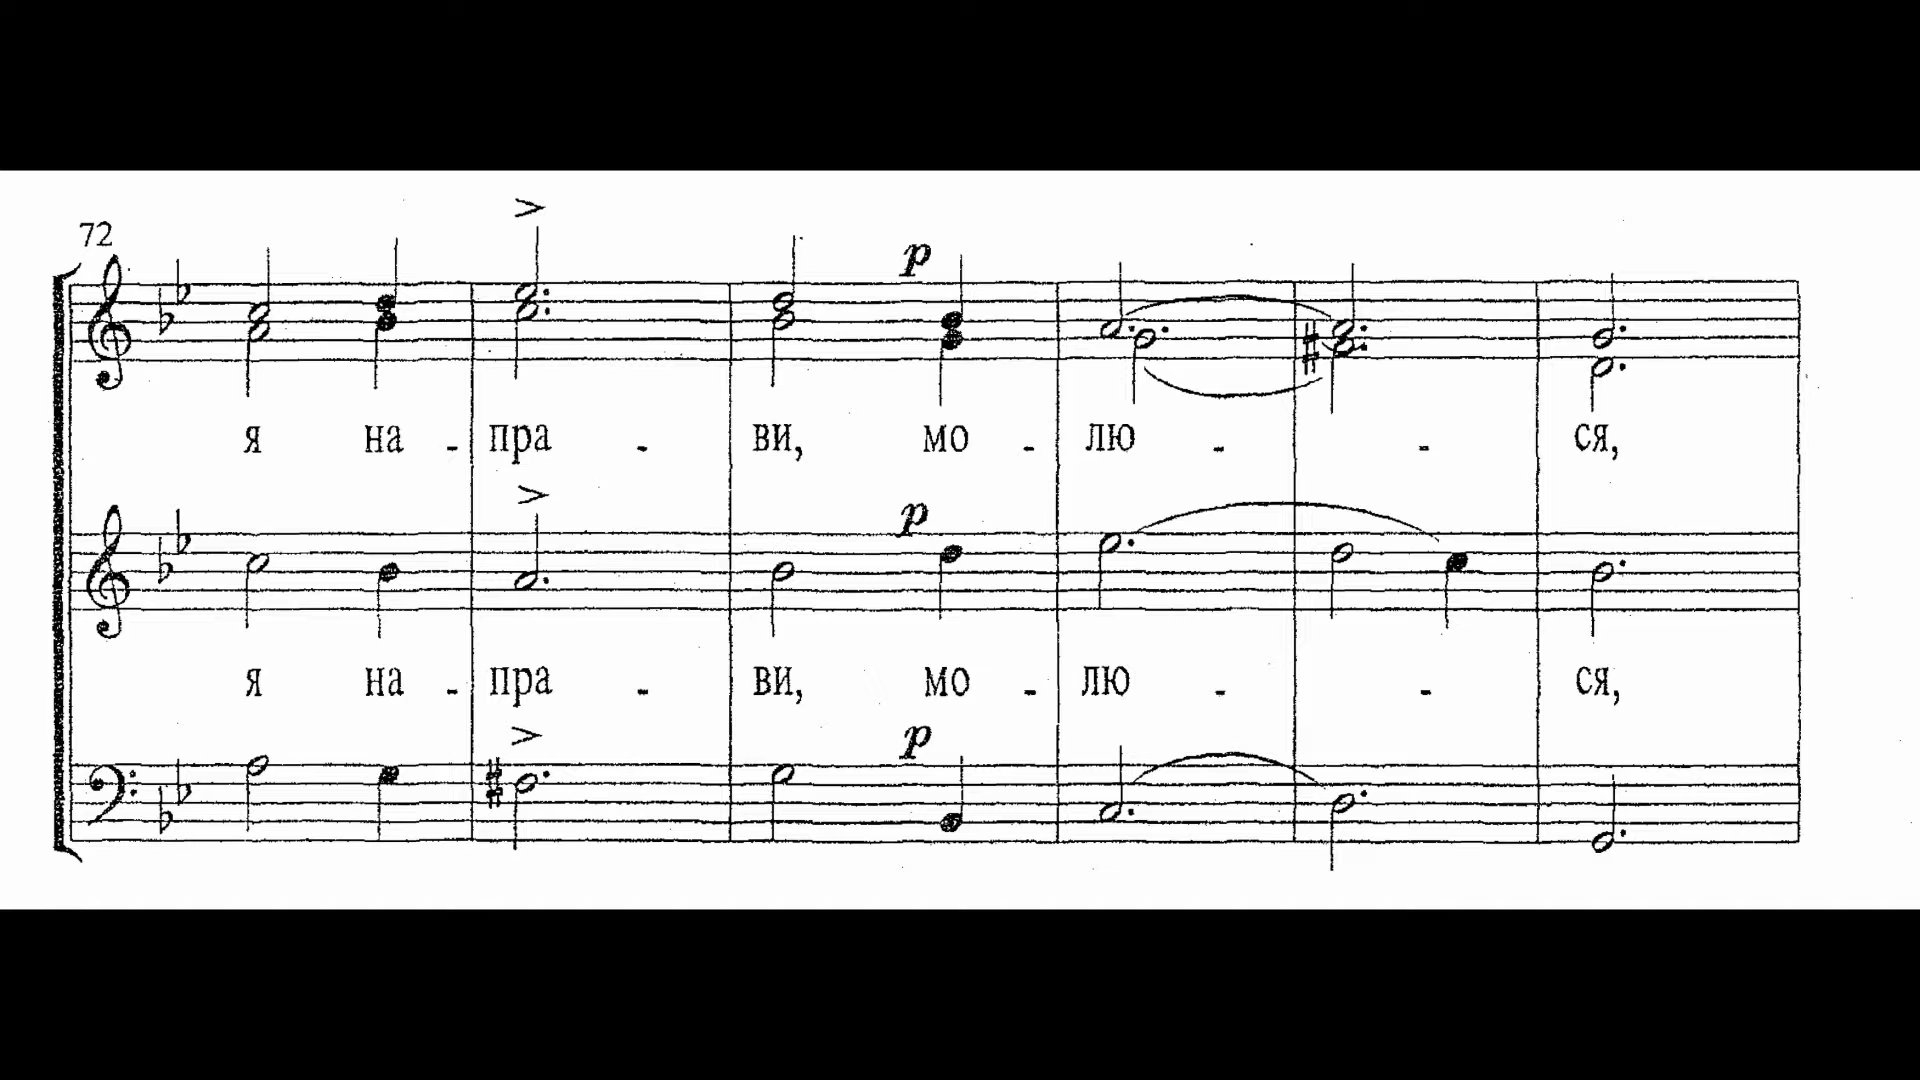 72
p
я на - пра - ви, мо - лю - - ся,
p
я на - пра - ви, мо - лю - - ся,
p